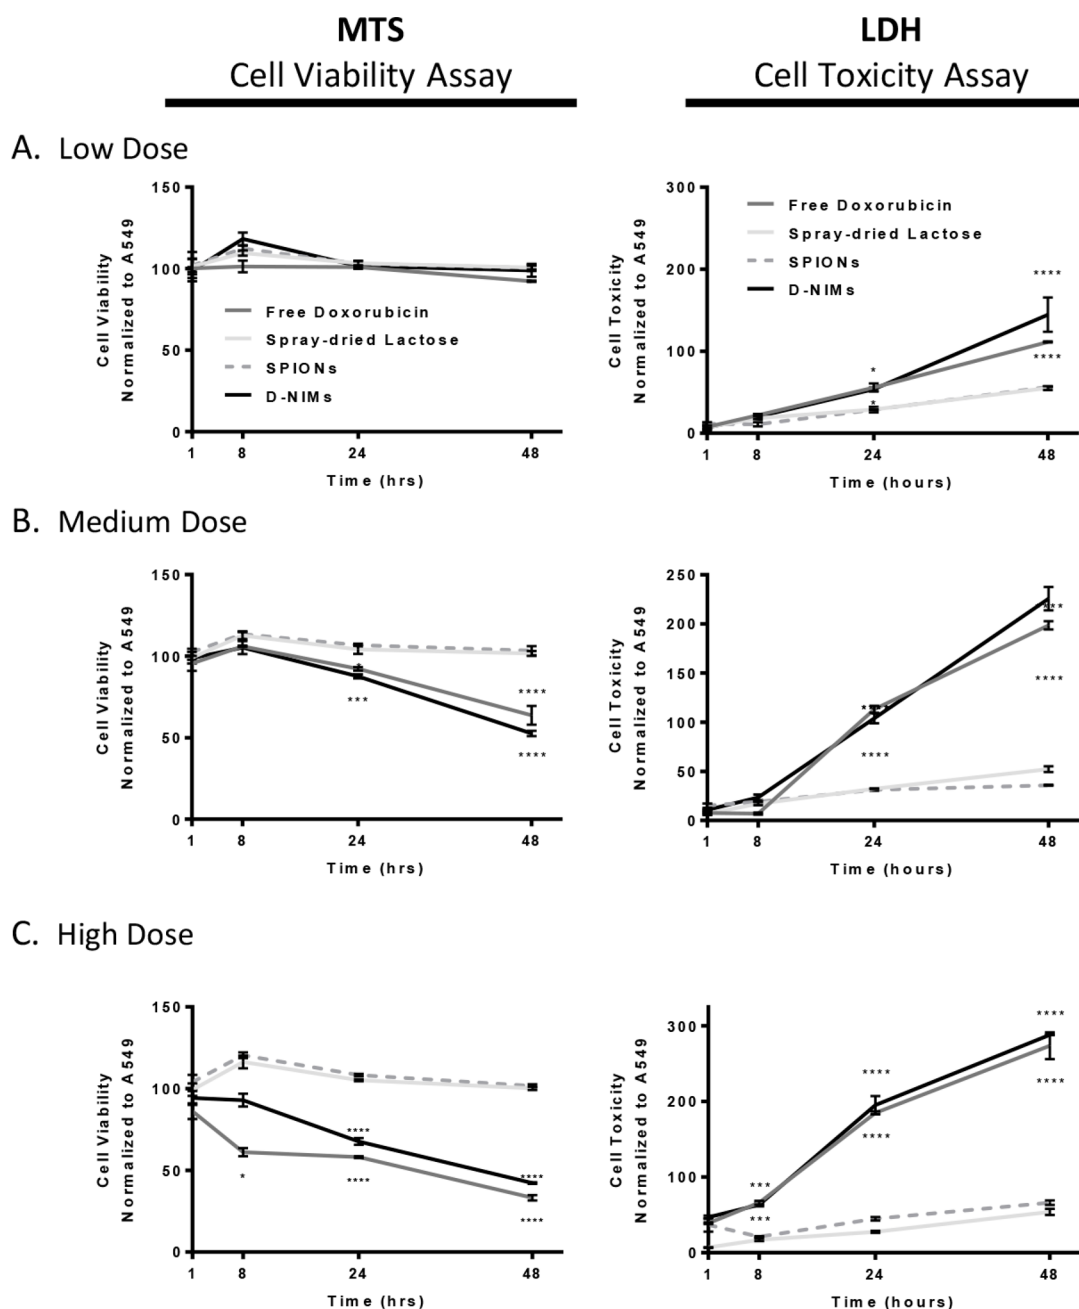 MTS
Cell Viability Assay
LDH
Cell Toxicity Assay
A. Low Dose
Cell Viability
Normalized to A549
150
100
50
0
Free Doxorubicin
Spray-dried Lactose
SPIONs
D-NIMs
1 8 24 48
Time (hrs)
Cell Toxicity
Normalized to A549
300
200
100
0
Free Doxorubicin
Spray-dried Lactose
SPIONs
D-NIMs
*
*
****
****
1 8 24 48
Time (hours)
B. Medium Dose
Cell Viability
Normalized to A549
150
100
50
0
***
****
****
1 8 24 48
Time (hrs)
Cell Toxicity
Normalized to A549
250
200
150
100
50
0
****
****
1 8 24 48
Time (hours)
C. High Dose
Cell Viability
Normalized to A549
150
100
50
0
*
****
****
****
****
1 8 24 48
Time (hrs)
Cell Toxicity
Normalized to A549
300
200
100
0
***
***
****
****
****
****
1 8 24 48
Time (hours)